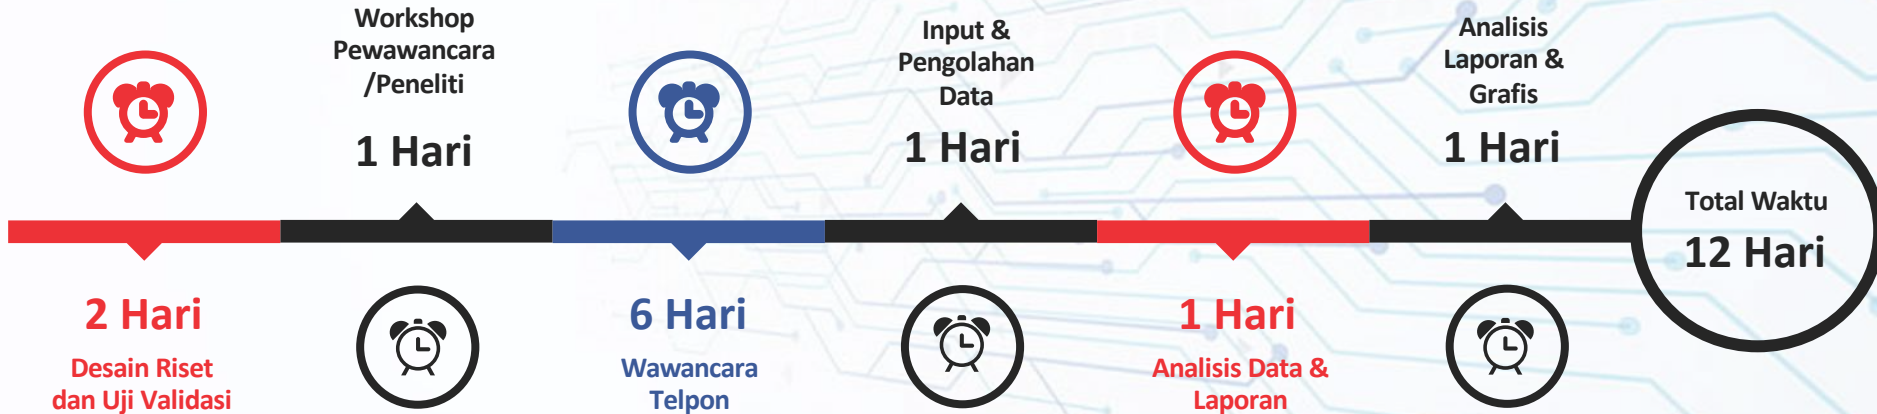 2 Hari
Desain Riset
dan Uji Validasi
Workshop
Pewawancara
/Peneliti
1 Hari
6 Hari
Wawancara
Telpon
Input &
Pengolahan
Data
1 Hari
1 Hari
Analisis Data &
Laporan
Analisis
Laporan &
Grafis
1 Hari
Total Waktu
12 Hari